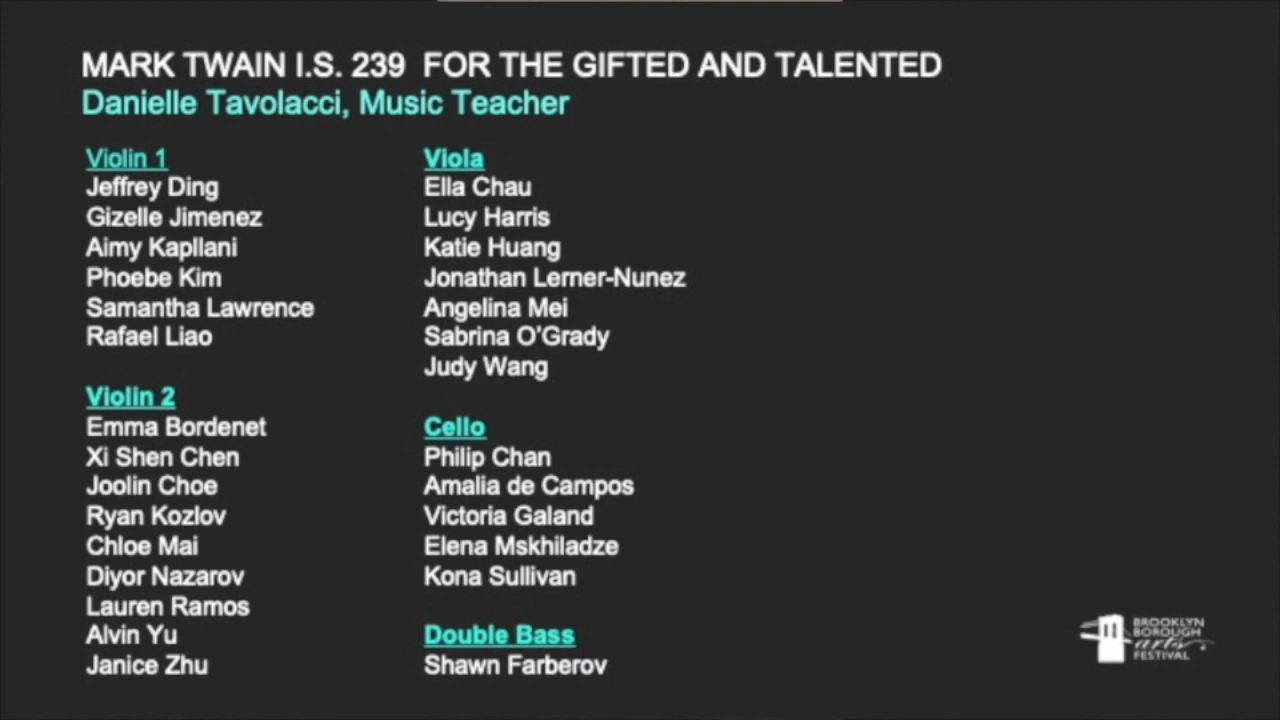 MARK TWAIN I.S. 239 FOR THE GIFTED AND TALENTED
Danielle Tavolacci, Music Teacher
Violin 1
Jeffrey Ding
Gizelle Jimenez
Aimy Kapllani
Phoebe Kim
Samantha Lawrence
Rafael Liao
Violin 2
Emma Bordenet
Xi Shen Chen
Joolin Choe
Ryan Kozlov
Chloe Mai
Diyor Nazarov
Lauren Ramos
Alvin Yu
Janice Zhu
Viola
Ella Chau
Lucy Harris
Katie Huang
Jonathan Lerner-Nunez
Angelina Mei
Sabrina O'Grady
Judy Wang
Cello
Philip Chan
Amalia de Campos
Victoria Galand
Elena Mskhiladze
Kona Sullivan
Double Bass
Shawn Farberov
BROOKLYN
BOROUGH
arts
FESTIVAL